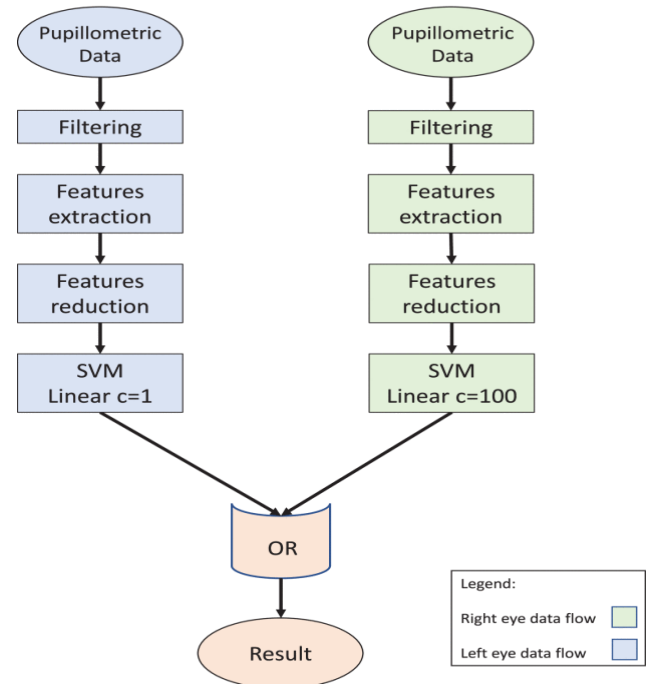 Pupillometric
Data
Filtering
Features
extraction
Features
reduction
SVM
Linear c=1
Pupillometric
Data
Filtering
Features
extraction
Features
reduction
SVM
Linear c=100
OR
Result
Legend:
Right eye data flow
Left eye data flow